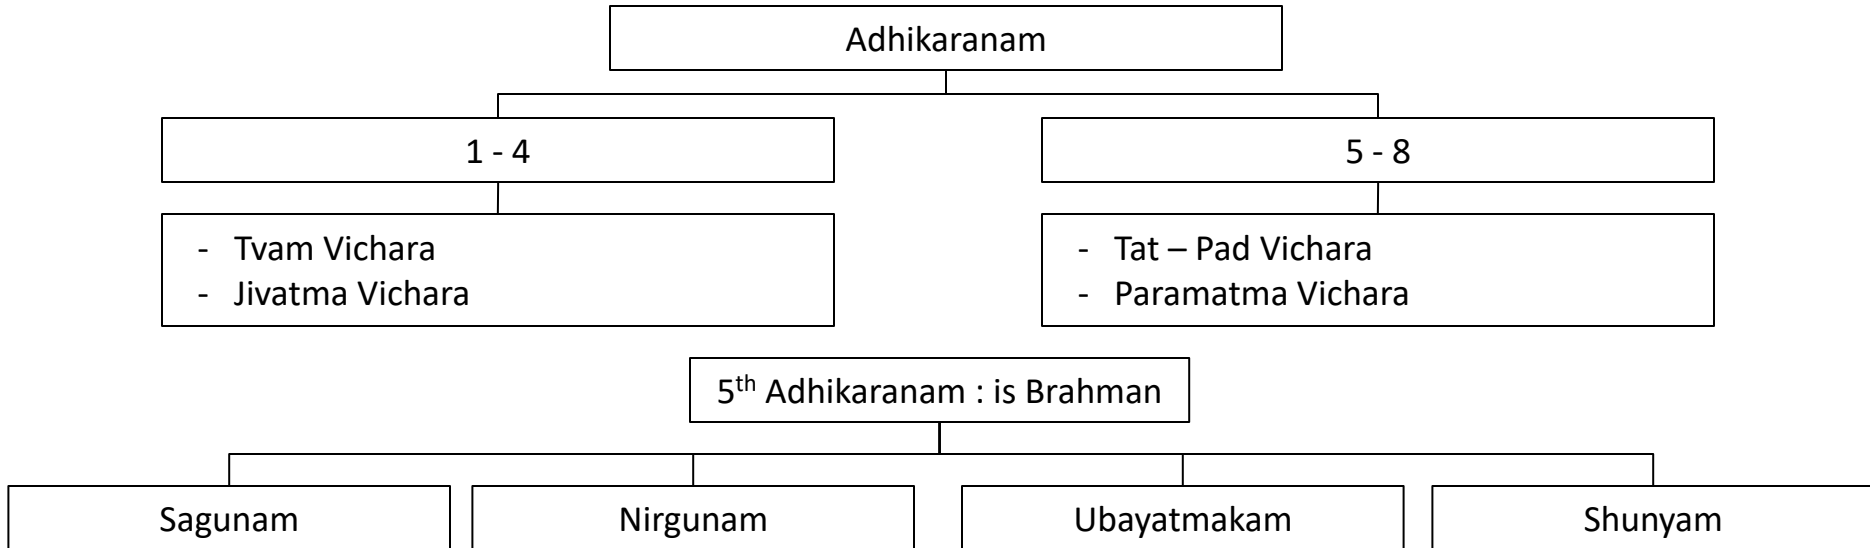 Adhikaranam
1 - 4
5 - 8
- Tvam Vichara
- Jivatma Vichara
- Tat – Pad Vichara
- Paramatma Vichara
5th Adhikaranam : is Brahman
Sagunam
Nirgunam
Ubayatmakam
Shunyam